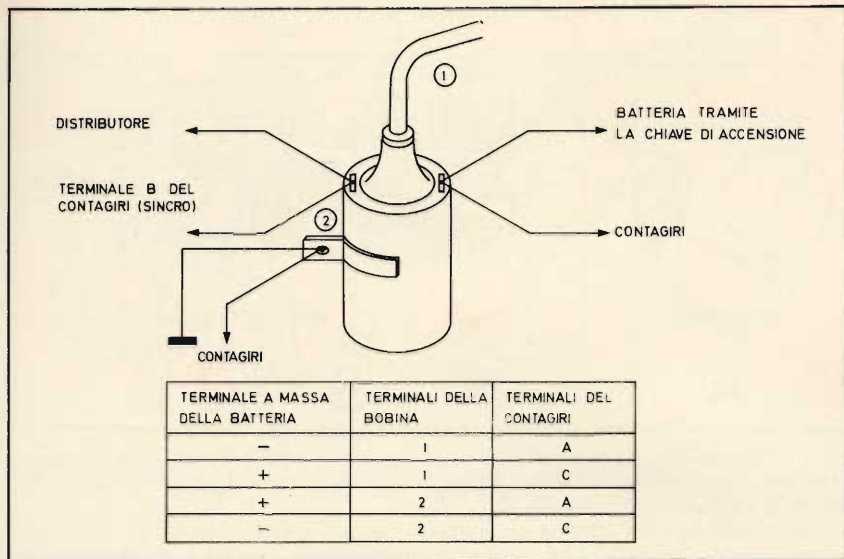 ①
DISTRIBUTORE
BATTERIA TRAMITE
LA CHIAVE DI ACCENSIONE
TERMINALE B DEL
CONTAGIRI (SINCRO)
②
CONTAGIRI
CONTAGIRI
TERMINALE A MASSA DELLA BATTERIA | TERMINALI DELLA BOBINA | TERMINALI DEL CONTAGIRI
− | 1 | A
+ | 1 | C
+ | 2 | A
− | 2 | C